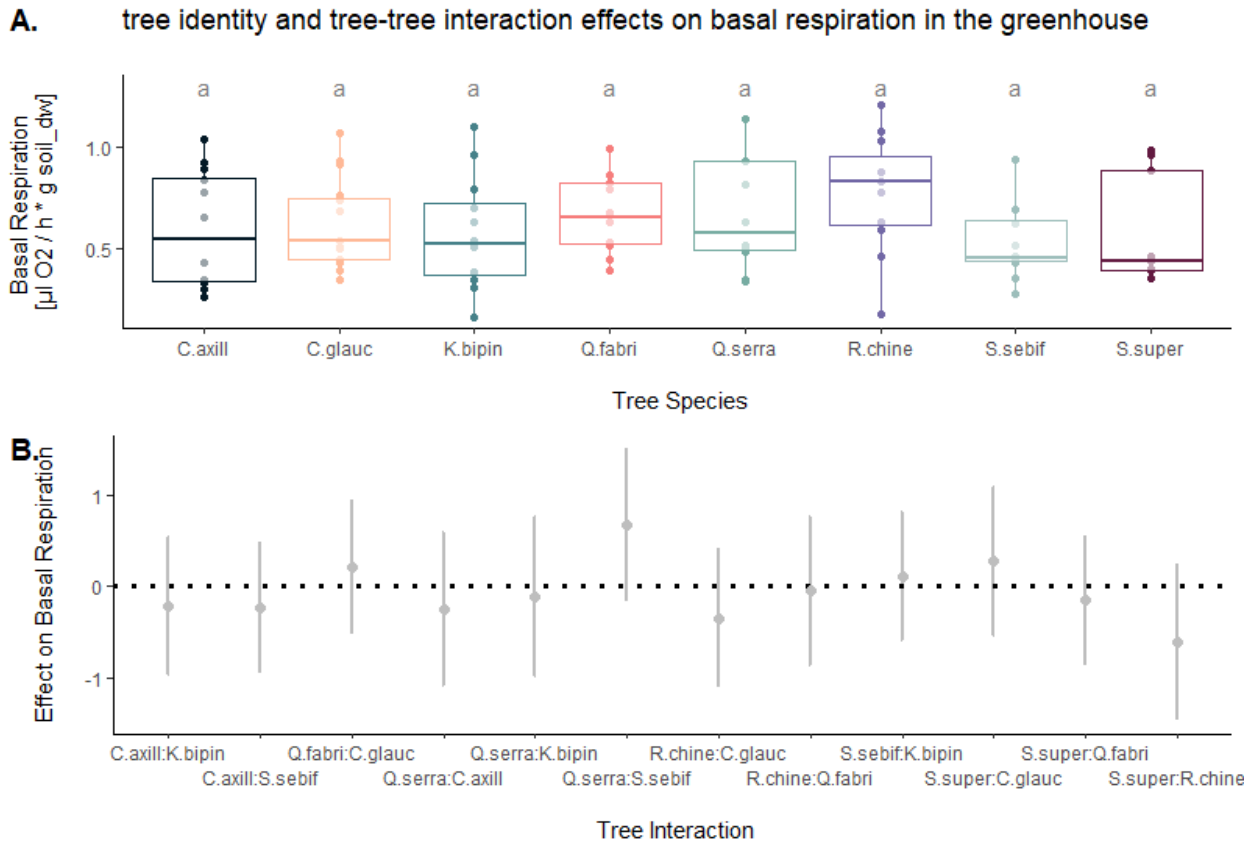 A. tree identity and tree-tree interaction effects on basal respiration in the greenhouse
Basal Respiration
[µl O2 / h * g soil_dw]
a a a a a a a a
1.0
0.5
C.axill C.glauc K.bipin Q.fabri Q.serra R.chine S.sebif S.super
Tree Species
B.
Effect on Basal Respiration
1
0
-1
C.axill:K.bipin Q.fabri:C.glauc Q.serra:K.bipin R.chine:C.glauc S.sebif:K.bipin S.super:Q.fabri
C.axill:S.sebif Q.serra:C.axill Q.serra:S.sebif R.chine:Q.fabri S.super:C.glauc S.super:R.chine
Tree Interaction